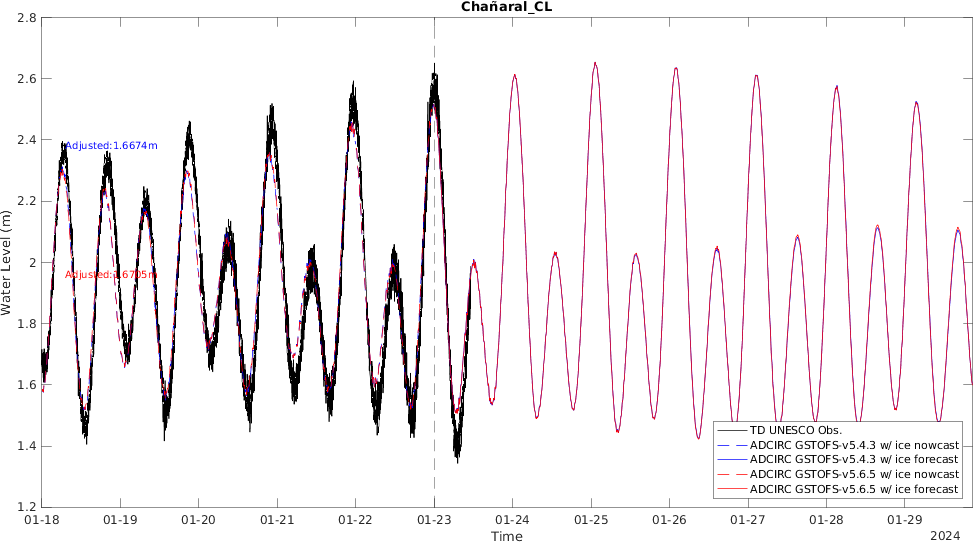 Chañaral_CL
2.8
2.6
2.4
2.2
2
1.8
1.6
1.4
1.2
Water Level (m)
Adjusted:1.6674m
Adjusted:1.6705m
TD UNESCO Obs.
ADCIRC GSTOFS-v5.4.3 w/ ice nowcast
ADCIRC GSTOFS-v5.4.3 w/ ice forecast
ADCIRC GSTOFS-v5.6.5 w/ ice nowcast
ADCIRC GSTOFS-v5.6.5 w/ ice forecast
01-18 01-19 01-20 01-21 01-22 01-23 01-24 01-25 01-26 01-27 01-28 01-29
Time
2024